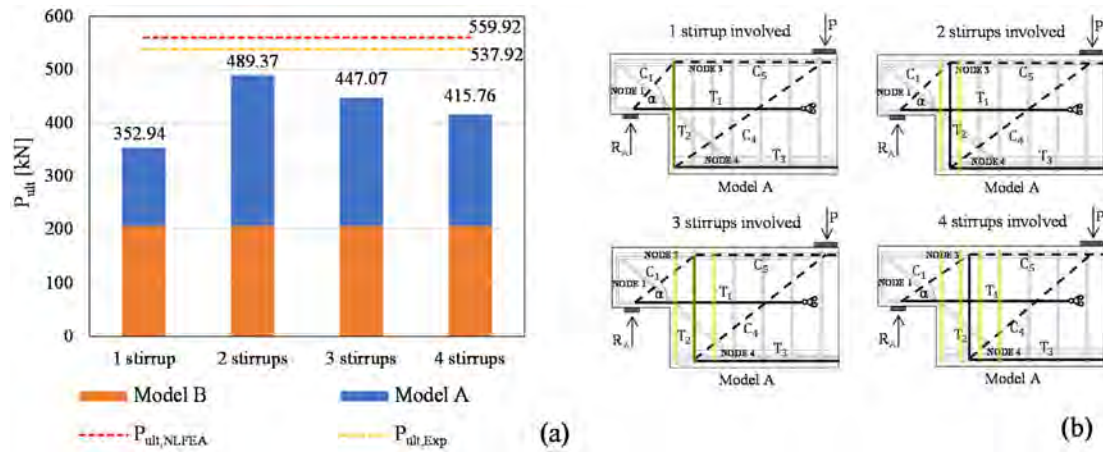 600
559.92
537.92
500
489.37
447.07
415.76
400
352.94
300
200
100
0
P_ult [kN]
1 stirrup
2 stirrups
3 stirrups
4 stirrups
Model B
Model A
P_ult,NLFEA
P_ult,Exp
(a)
1 stirrup involved
P
NODE 3
C₁
C₅
NODE 1
α
T₁
T₂
C₄
R_A
NODE 4
T₃
Model A
2 stirrups involved
P
NODE 3
C₁
C₅
NODE 1
α
T₁
T₂
C₄
R_A
NODE 4
T₃
Model A
3 stirrups involved
P
NODE
C₁
C₅
NODE 1
α
T₁
T₂
C₄
R_A
NODE 4
T₃
Model A
4 stirrups involved
P
NODE 3
C₁
C₅
NODE 1
α
T₁
T₂
C₄
R_A
NODE 4
T₃
Model A
(b)